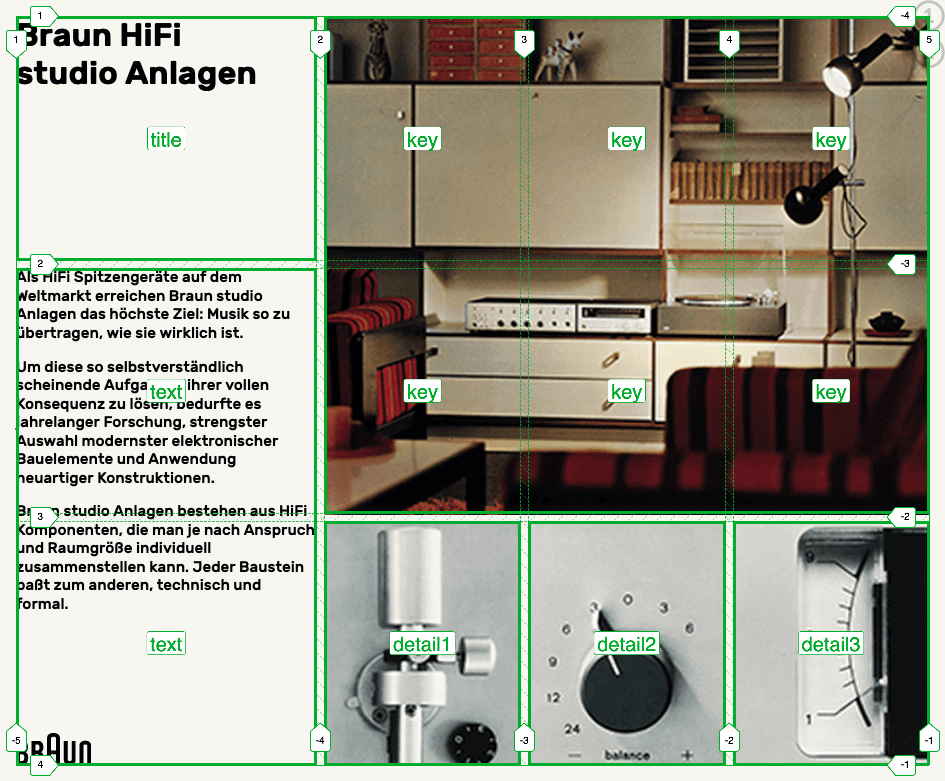 1
-4
1
1
2
3
4
5
Braun HiFi
studio Anlagen
title
key
key
key
2
-3
Als HiFi Spitzengeräte auf dem
Weltmarkt erreichen Braun studio
Anlagen das höchste Ziel: Musik so zu
übertragen, wie sie wirklich ist.
Um diese so selbstverständlich
scheinende ihrer vollen
text
Konsequenz zu lösen, bedurfte es
jahrelanger Forschung, strengster
Auswahl modernster elektronischer
Bauelemente und Anwendung
neuartiger Konstruktionen.
key
key
key
3
-2
Braun studio Anlagen bestehen aus HiFi
Komponenten, die man je nach Anspruch
und Raumgröße individuell
zusammenstellen kann. Jeder Baustein
paßt zum anderen, technisch und
formal.
text
detail1
detail2
detail3
0
3
3
6
6
9
12
24
balance
- +
9
1
-5
-4
-3
-2
-1
BRAUN
4
-1